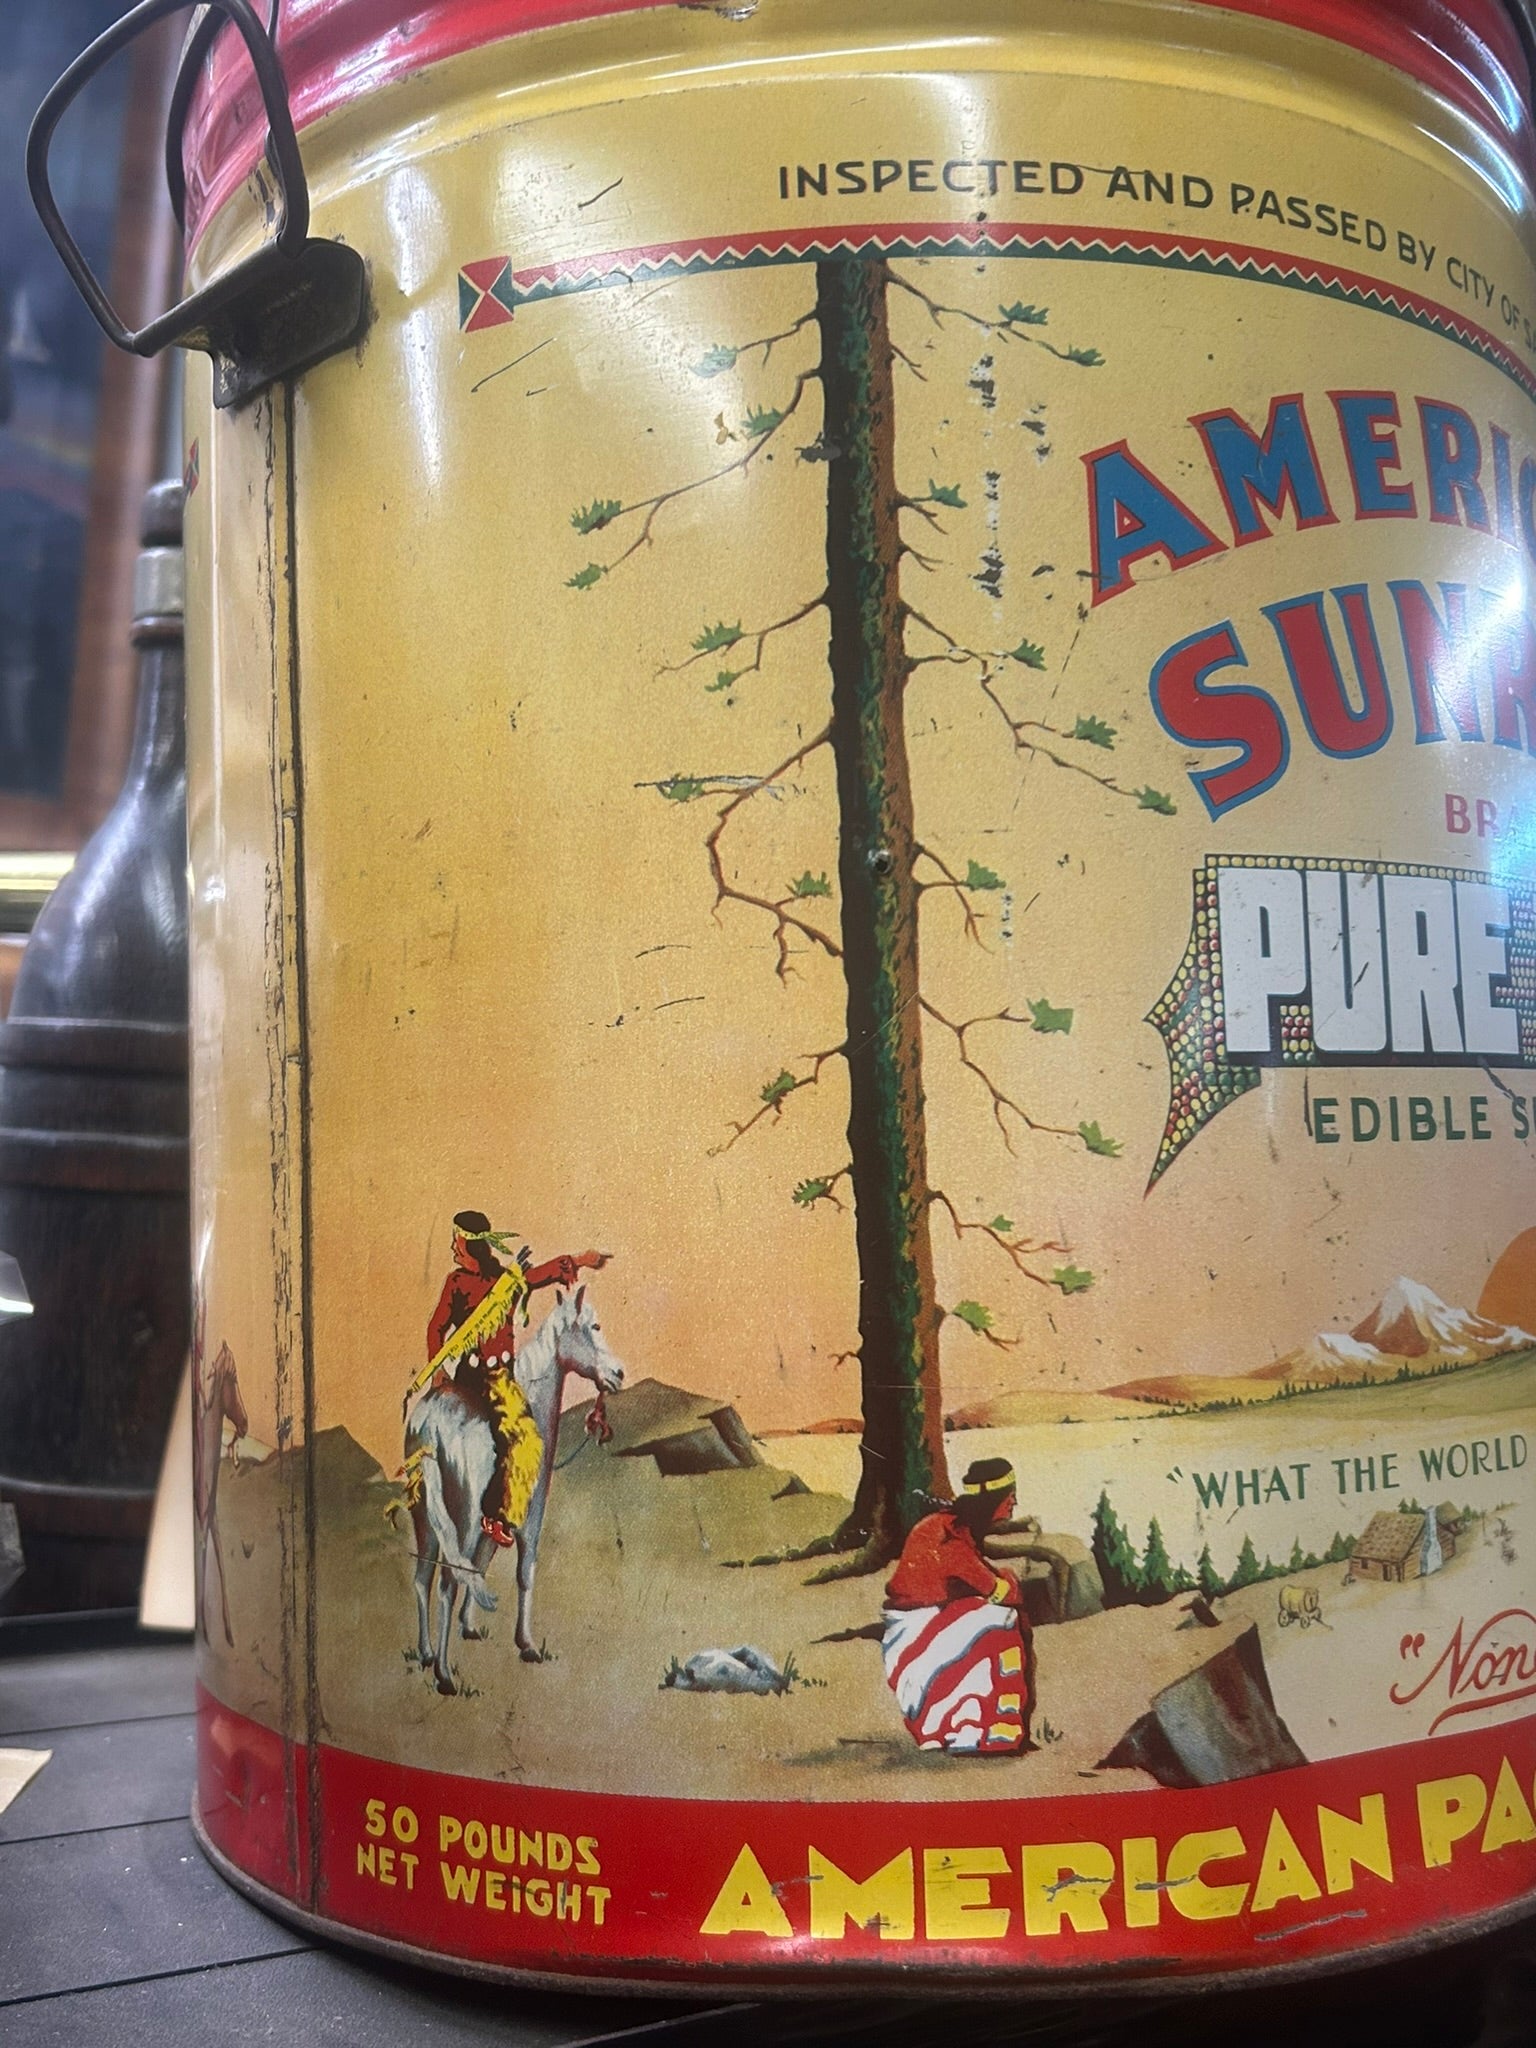 INSPECTED AND PASSED BY CITY OF
AMERIC
SUNR
BRA
PURE
EDIBLE S
"WHAT THE WORLD
"Non
50 POUNDS
NET WEIGHT
AMERICAN PA